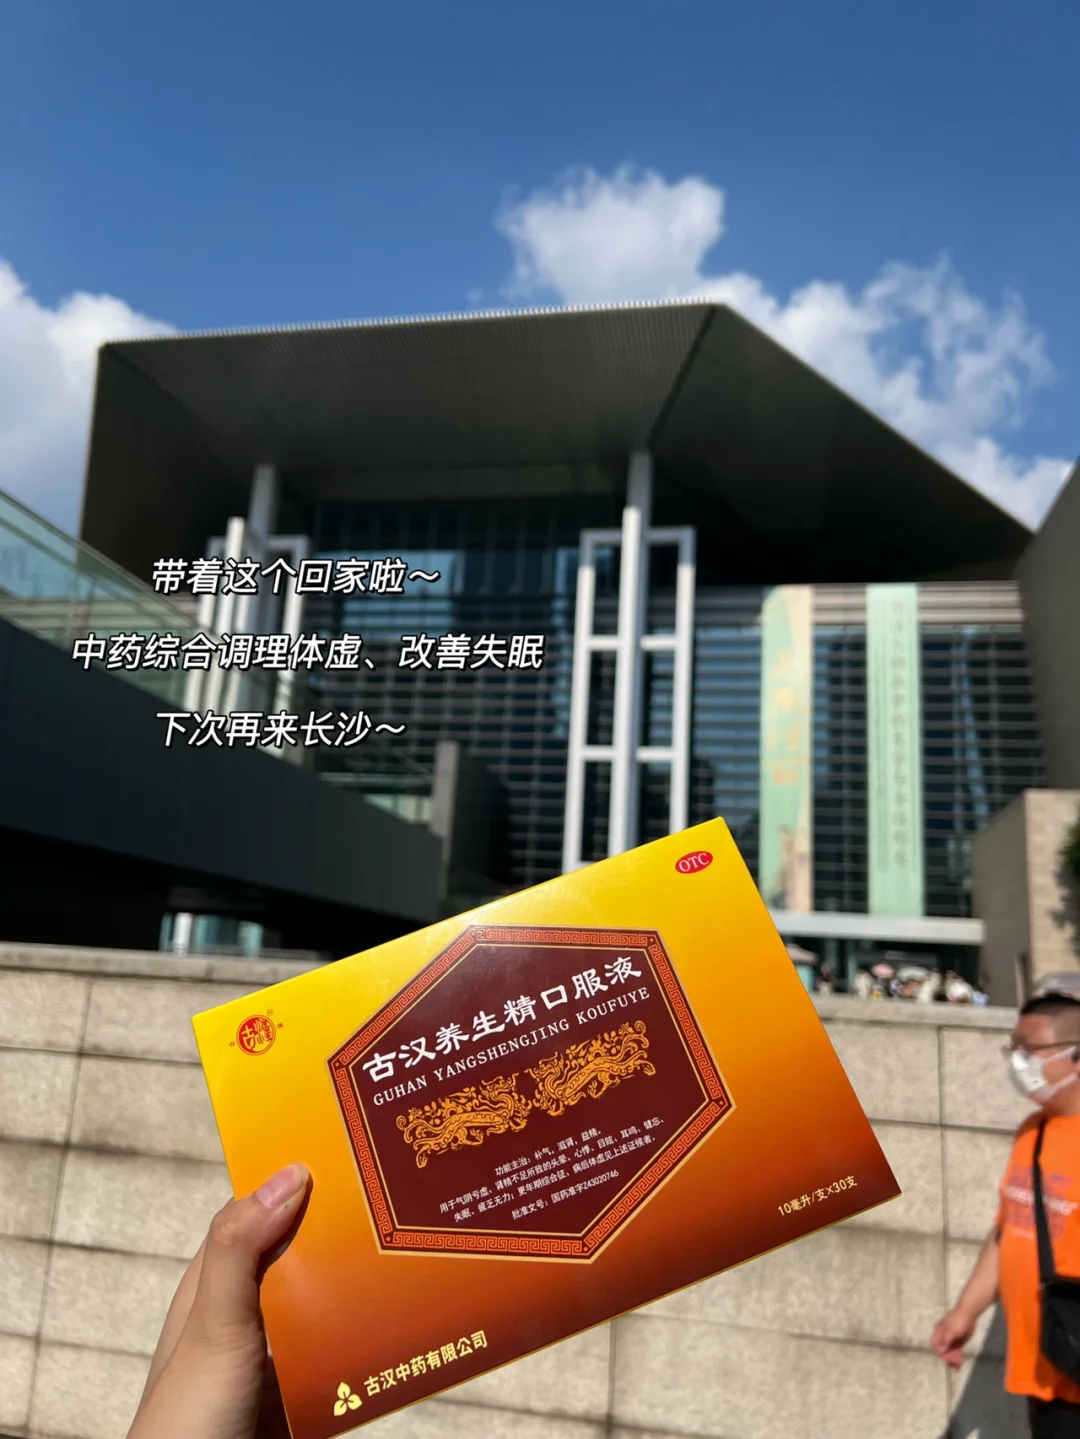 带着这个回家啦～
中药综合调理体虚、改善失眠
下次再来长沙～
OTC
古汉养生精口服液
GUHAN YANGSHENGJING KOUFUYE
功能主治：补气，滋肾，益精。
用于气阴亏虚、肾精不足所致的头晕、心悸、目眩、耳鸣、健忘、
失眠、疲乏无力；更年期综合征、病后体虚见上述证候者。
批准文号：国药准字Z43020746
10毫升/支×30支
古汉中药有限公司